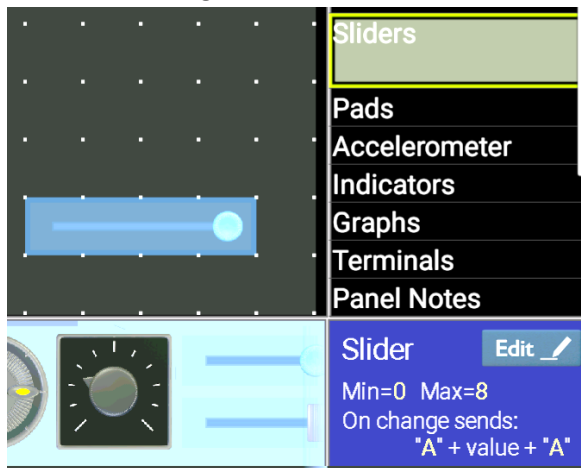 Sliders
Pads
Accelerometer
Indicators
Graphs
Terminals
Panel Notes
Slider
Edit
Min=0 Max=8
On change sends:
"A" + value + "A"